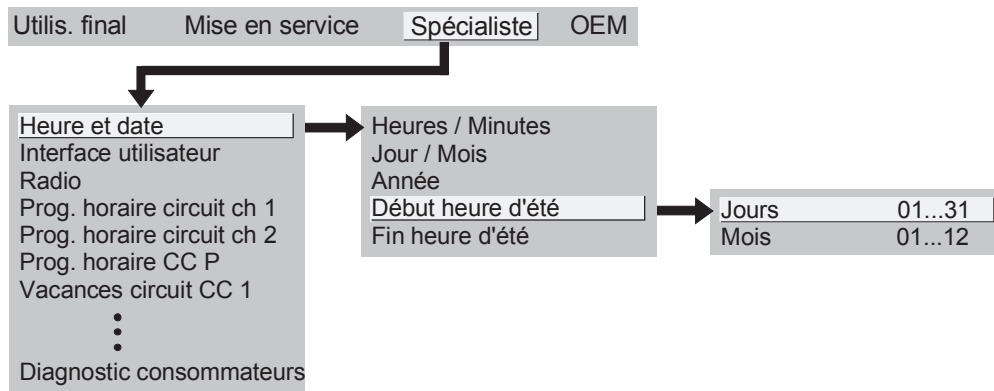 Utilis. final Mise en service Spécialiste OEM
Heure et date
Interface utilisateur
Radio
Prog. horaire circuit ch 1
Prog. horaire circuit ch 2
Prog. horaire CC P
Vacances circuit CC 1
Diagnostic consommateurs
Heures / Minutes
Jour / Mois
Année
Début heure d'été
Fin heure d'été
Jours 01...31
Mois 01...12